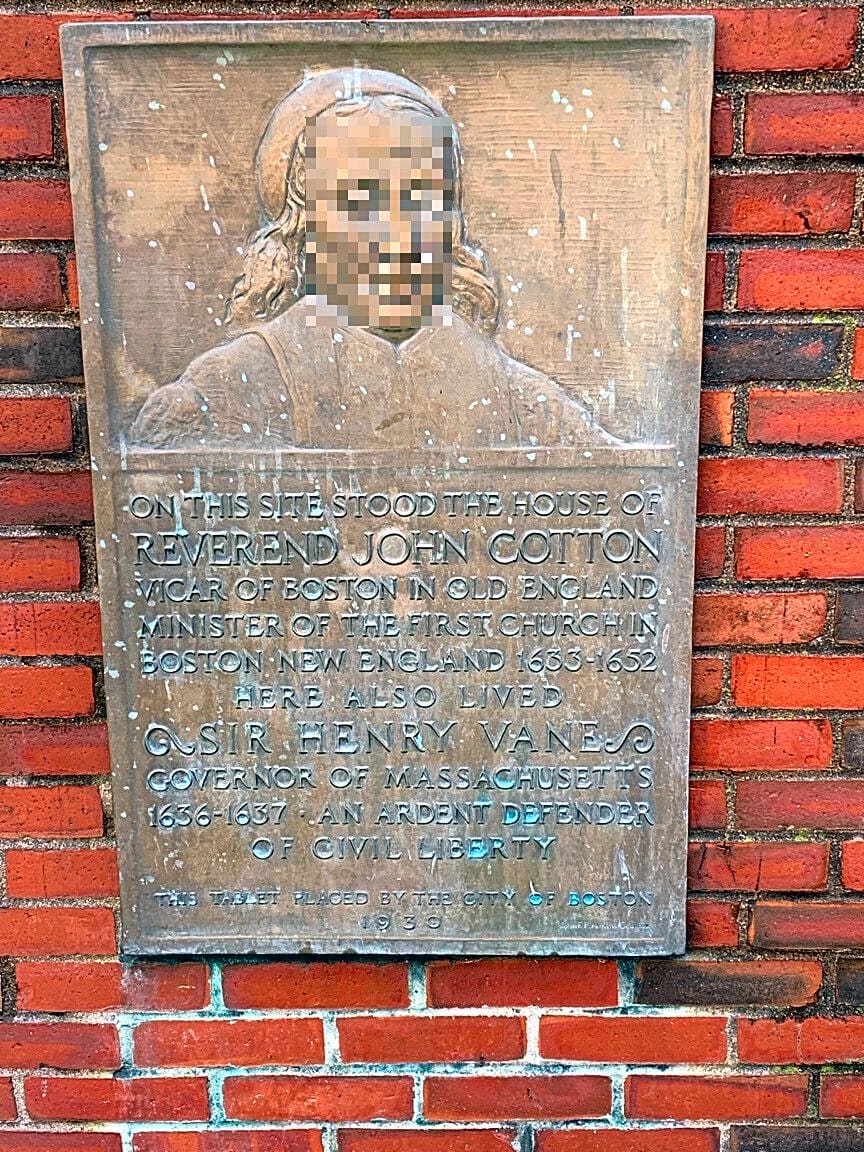 ON THIS SITE STOOD THE HOUSE OF
REVEREND JOHN COTTON
VICAR OF BOSTON IN OLD ENGLAND
MINISTER OF THE FIRST CHURCH IN
BOSTON · NEW ENGLAND 1633-1652
HERE ALSO LIVED
SIR HENRY VANE
GOVERNOR OF MASSACHUSETTS
1636-1637 · AN ARDENT DEFENDER
OF CIVIL LIBERTY
THIS TABLET PLACED BY THE CITY OF BOSTON
1930